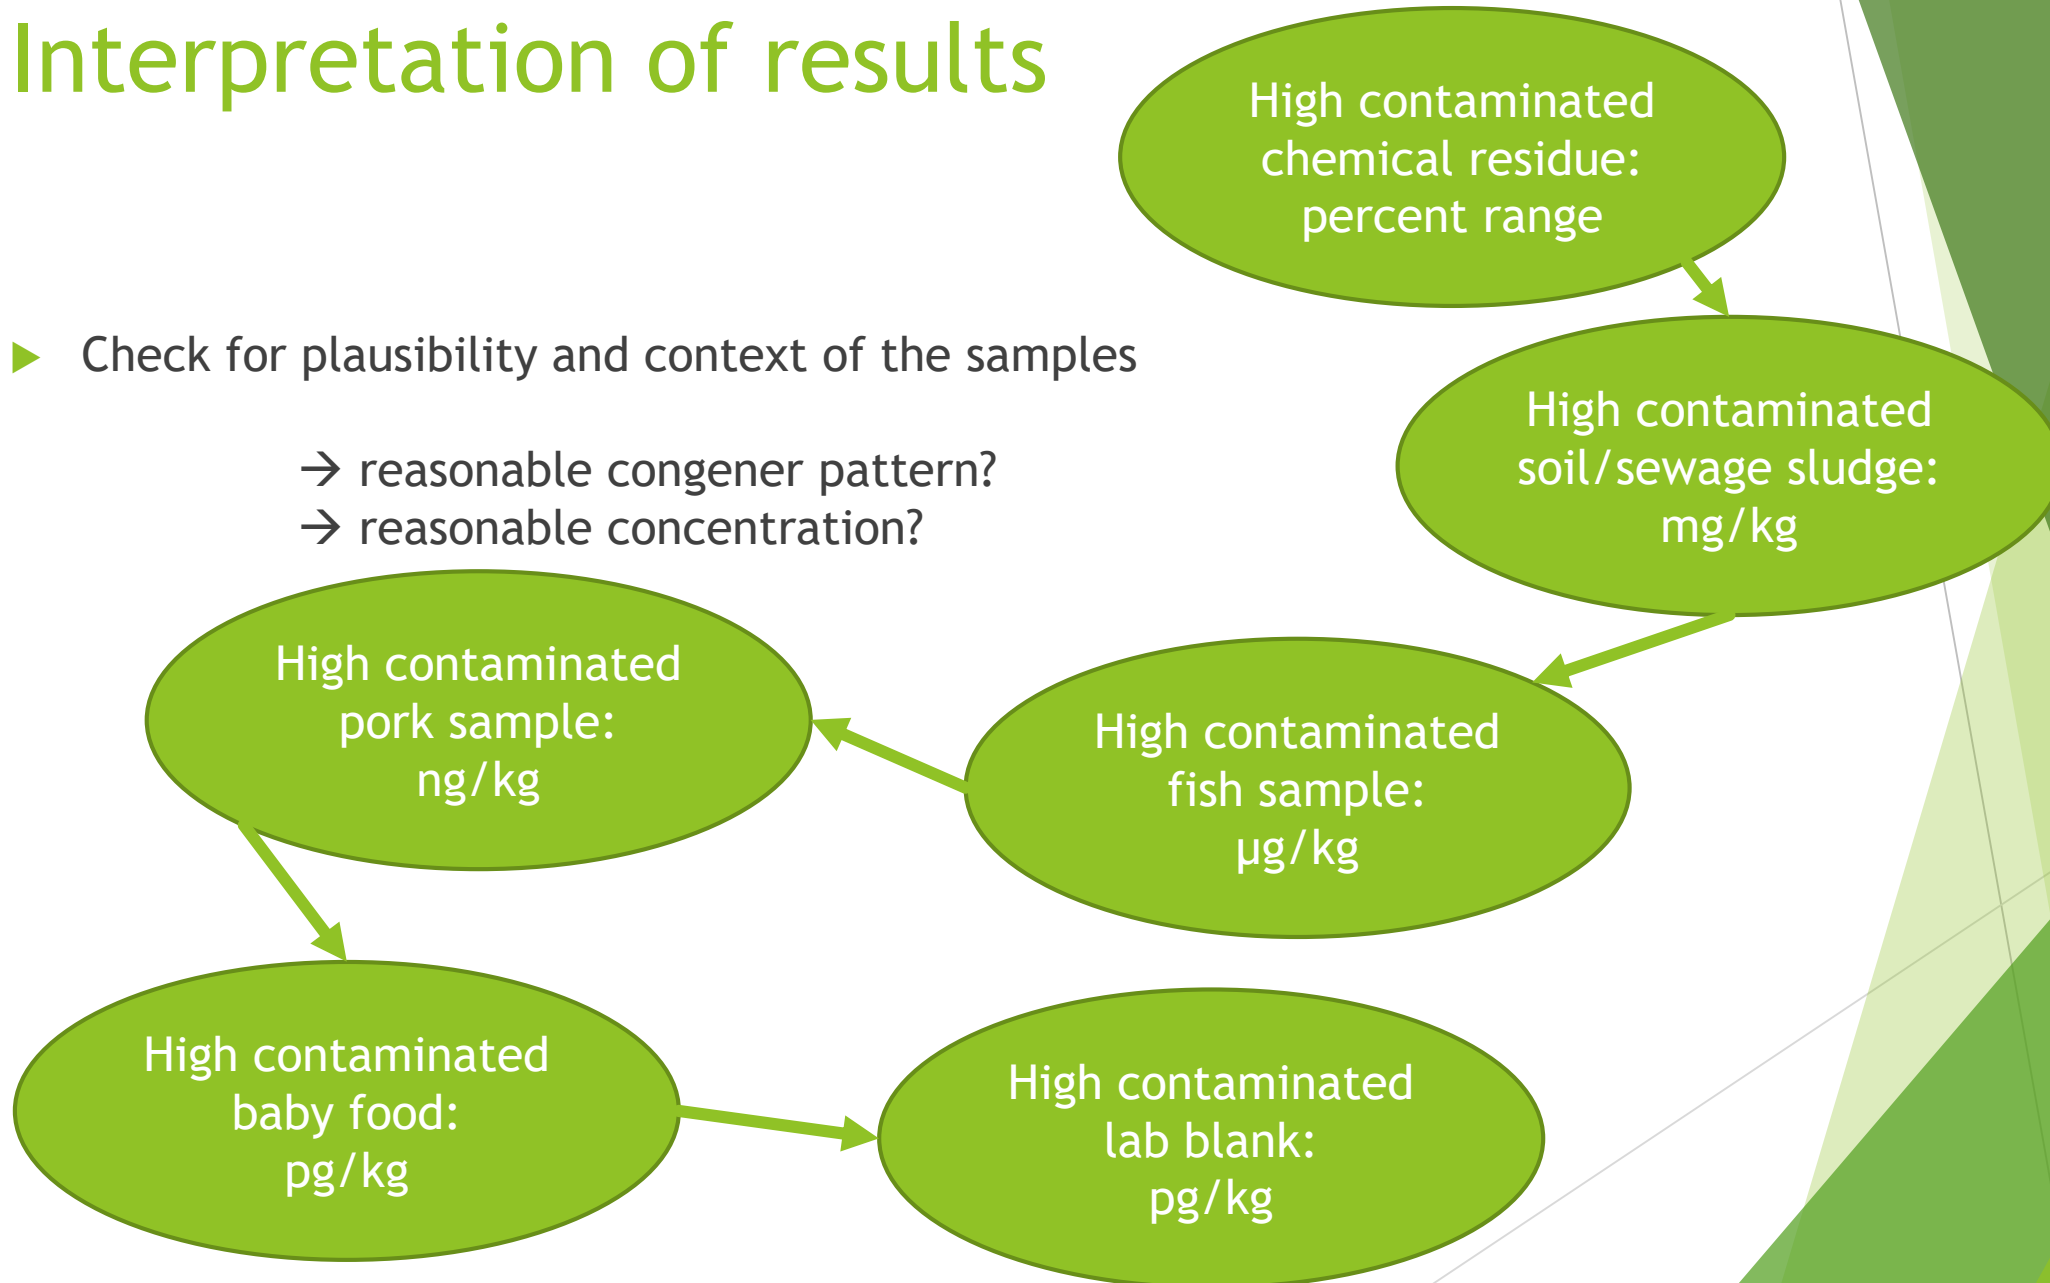 Interpretation of results
High contaminated
chemical residue:
percent range
Check for plausibility and context of the samples
→ reasonable congener pattern?
→ reasonable concentration?
High contaminated
soil/sewage sludge:
mg/kg
High contaminated
fish sample:
µg/kg
High contaminated
pork sample:
ng/kg
High contaminated
baby food:
pg/kg
High contaminated
lab blank:
pg/kg